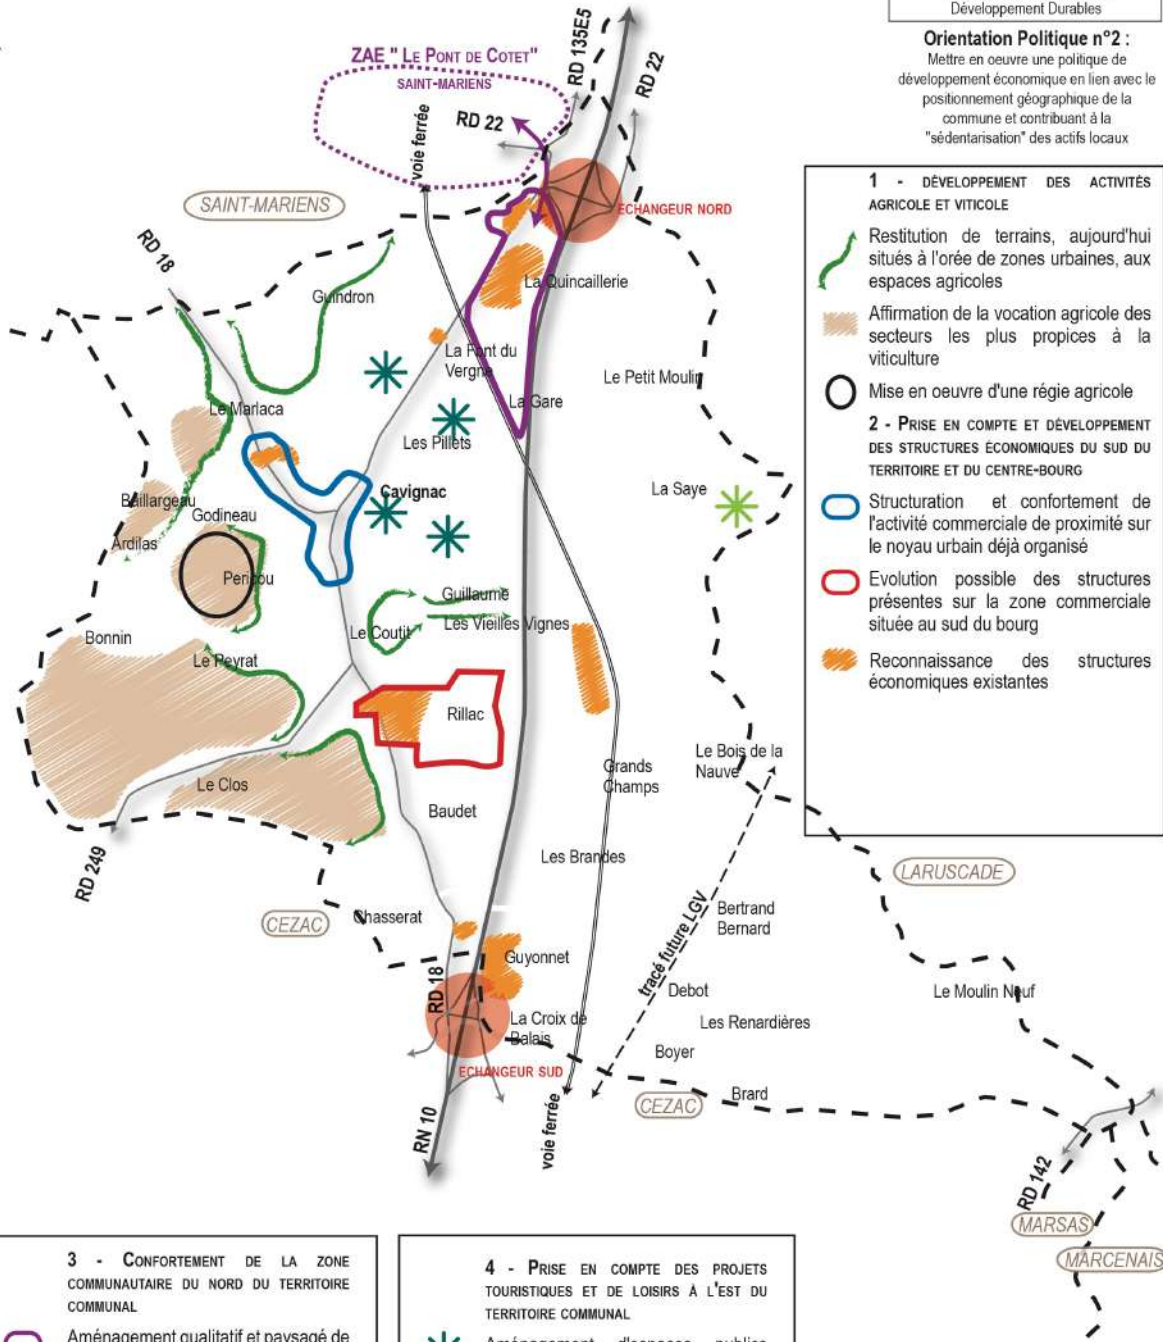 Développement Durables
Orientation Politique n°2 :
Mettre en oeuvre une politique de
développement économique en lien avec le
positionnement géographique de la
commune et contribuant à la
"sédentarisation" des actifs locaux
1 - DÉVELOPPEMENT DES ACTIVITÉS
AGRICOLE ET VITICOLE
Restitution de terrains, aujourd'hui
situés à l'orée de zones urbaines, aux
espaces agricoles
Affirmation de la vocation agricole des
secteurs les plus propices à la
viticulture
Mise en oeuvre d'une régie agricole
2 - PRISE EN COMPTE ET DÉVELOPPEMENT
DES STRUCTURES ÉCONOMIQUES DU SUD DU
TERRITOIRE ET DU CENTRE-BOURG
Structuration et confortement de
l'activité commerciale de proximité sur
le noyau urbain déjà organisé
Evolution possible des structures
présentes sur la zone commerciale
située au sud du bourg
Reconnaissance des structures
économiques existantes
ZAE " LE PONT DE COTET"
SAINT-MARIENS
RD 135E5
RD 22
RD 22
voie ferrée
SAINT-MARIENS
ECHANGEUR NORD
RD 18
Guindron
La Quincaillerie
La Font du
Vergne
Le Petit Moulin
La Gare
Le Marlaca
Les Pillets
Cavignac
La Saye
Baillargeau
Godineau
Ardilas
Pericou
Guillaume
Les Vieilles Vignes
Le Coutit
Bonnin
Le Peyrat
Rillac
Le Bois de la
Nauve
Grands
Champs
Le Clos
Baudet
Les Brandes
RD 249
LARUSCADE
CEZAC
Chasserat
Bertrand
Bernard
tracé future LGV
Guyonnet
RD 18
Debot
Le Moulin Neuf
La Croix de
Balais
Les Renardières
Boyer
ECHANGEUR SUD
Brard
CEZAC
RN 10
voie ferrée
RD 142
MARSAS
MARCENAIS
3 - CONFORTEMENT DE LA ZONE
COMMUNAUTAIRE DU NORD DU TERRITOIRE
COMMUNAL
Aménagement qualitatif et paysagé de
4 - PRISE EN COMPTE DES PROJETS
TOURISTIQUES ET DE LOISIRS À L'EST DU
TERRITOIRE COMMUNAL
Aménagement d'espaces publics